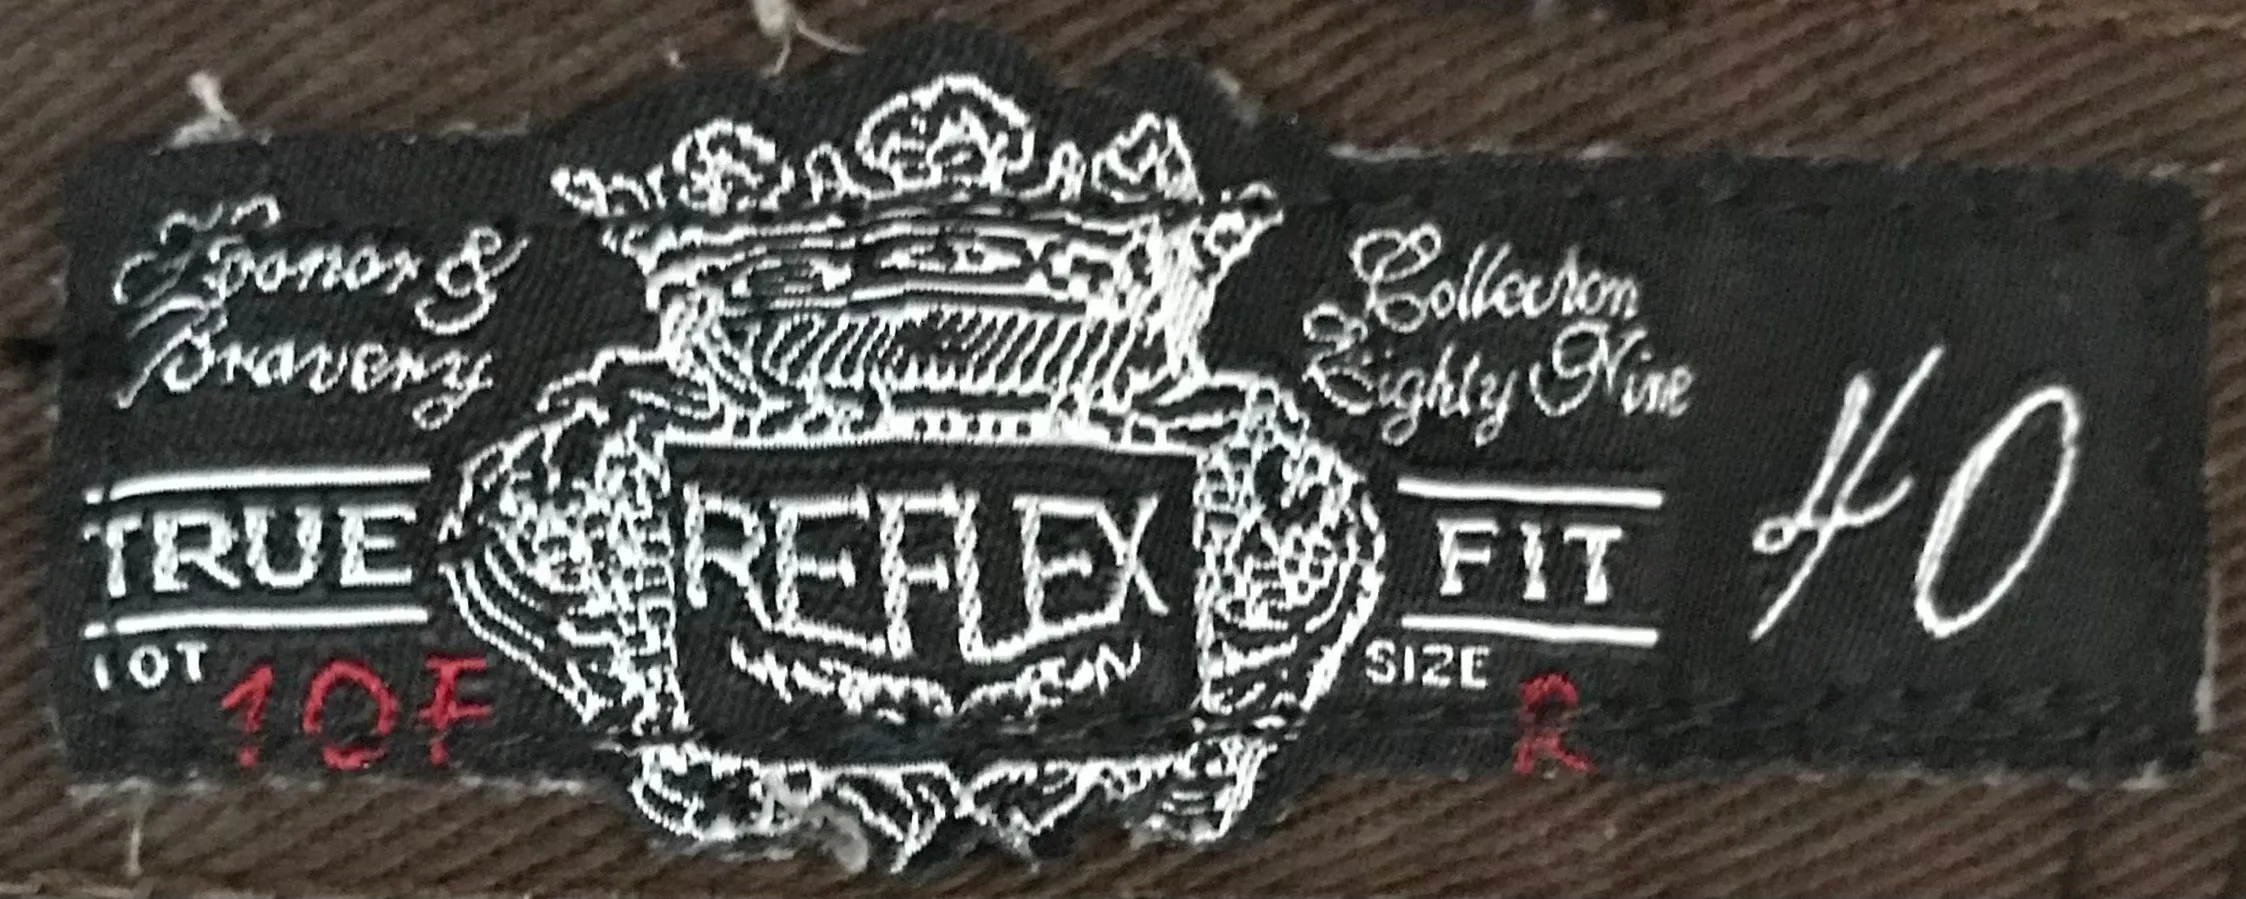 Honor &
Bravery
TRUE
LOT 10F
REFLEX
Collection
Eighty Nine
FIT
SIZE R
40